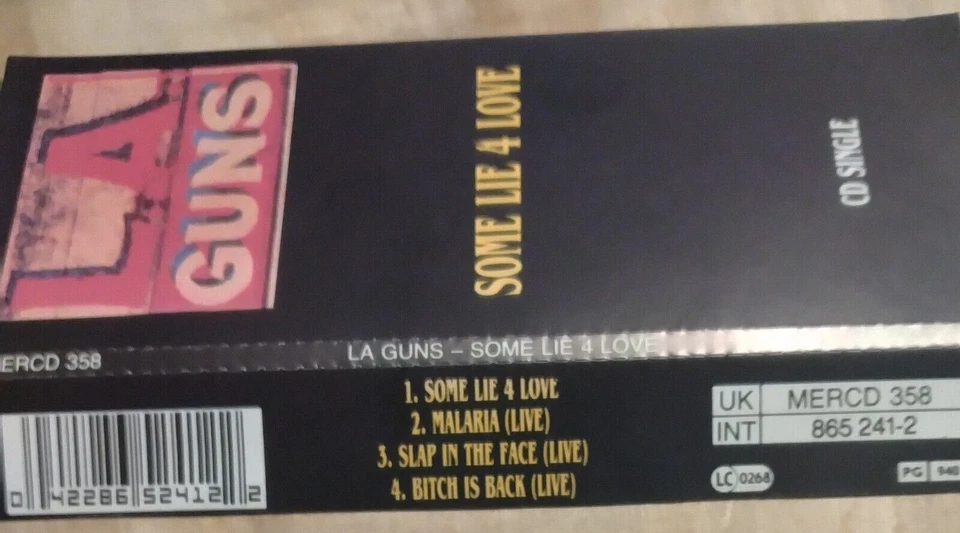 LA
GUNS
SOME LIE 4 LOVE
CD SINGLE
MERCD 358
LA GUNS – SOME LIE 4 LOVE
1. SOME LIE 4 LOVE
2. MALARIA (LIVE)
3. SLAP IN THE FACE (LIVE)
4. BITCH IS BACK (LIVE)
UK MERCD 358
INT 865 241-2
LC 0268
PG 940
0 42286 52412 2